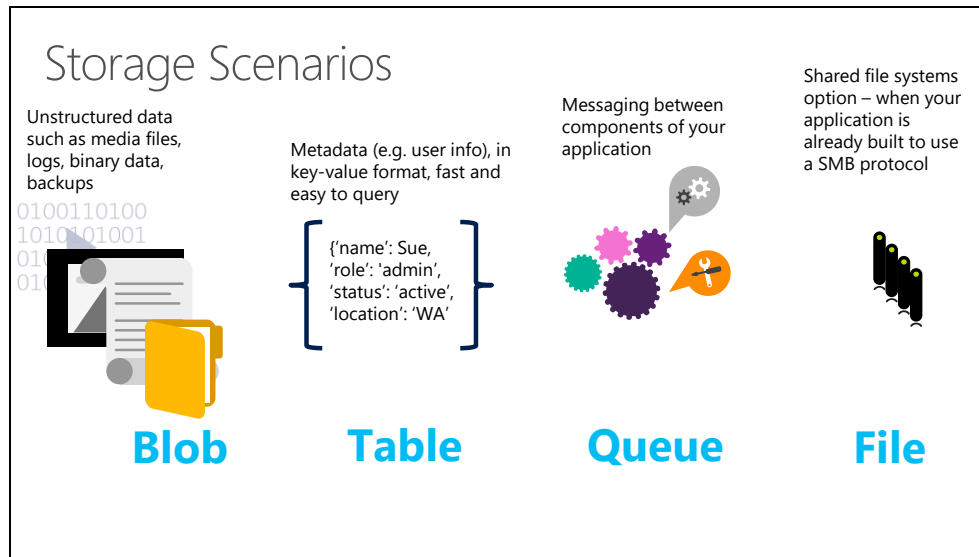 Storage Scenarios
Unstructured data
such as media files,
logs, binary data,
backups
0100110100
1010101001
Metadata (e.g. user info), in
key-value format, fast and
easy to query
{‘name’: Sue,
‘role’: 'admin’,
‘status’: ‘active’,
‘location’: ‘WA’
Messaging between
components of your
application
Shared file systems
option – when your
application is
already built to use
a SMB protocol
Blob
Table
Queue
File